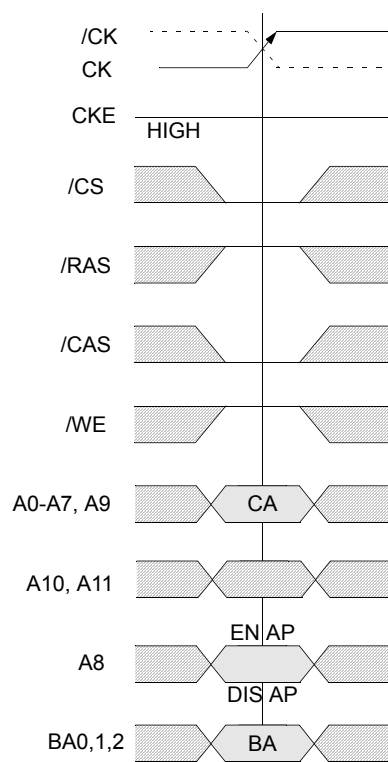 /CK
CK
CKE
HIGH
/CS
/RAS
/CAS
/WE
A0-A7, A9
CA
A10, A11
EN AP
A8
DIS AP
BA0,1,2
BA